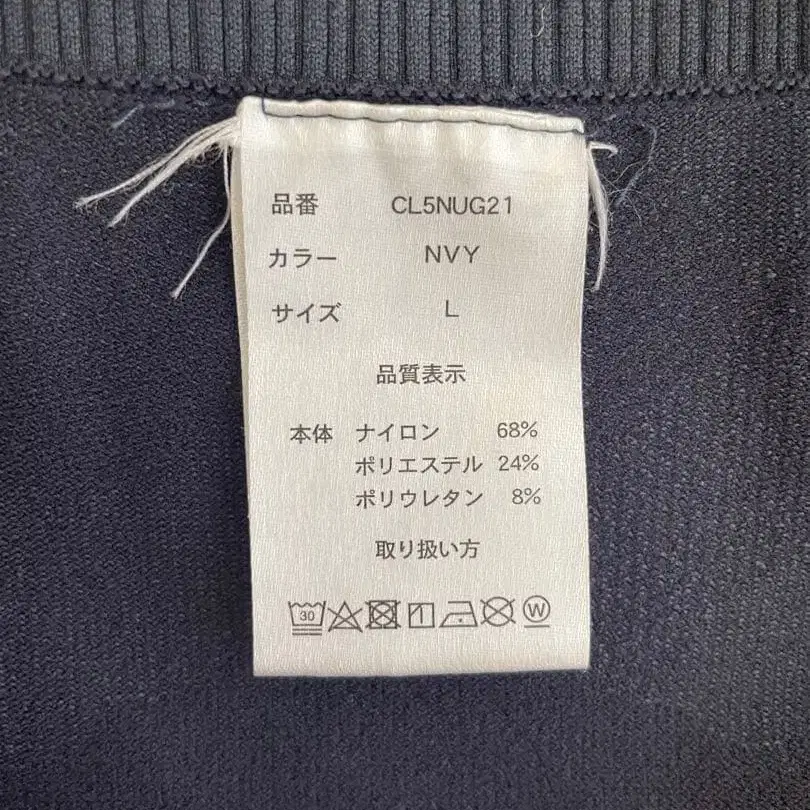 品番 CL5NUG21
カラー NVY
サイズ L
品質表示
本体 ナイロン 68%
ポリエステル 24%
ポリウレタン 8%
取り扱い方
30 W